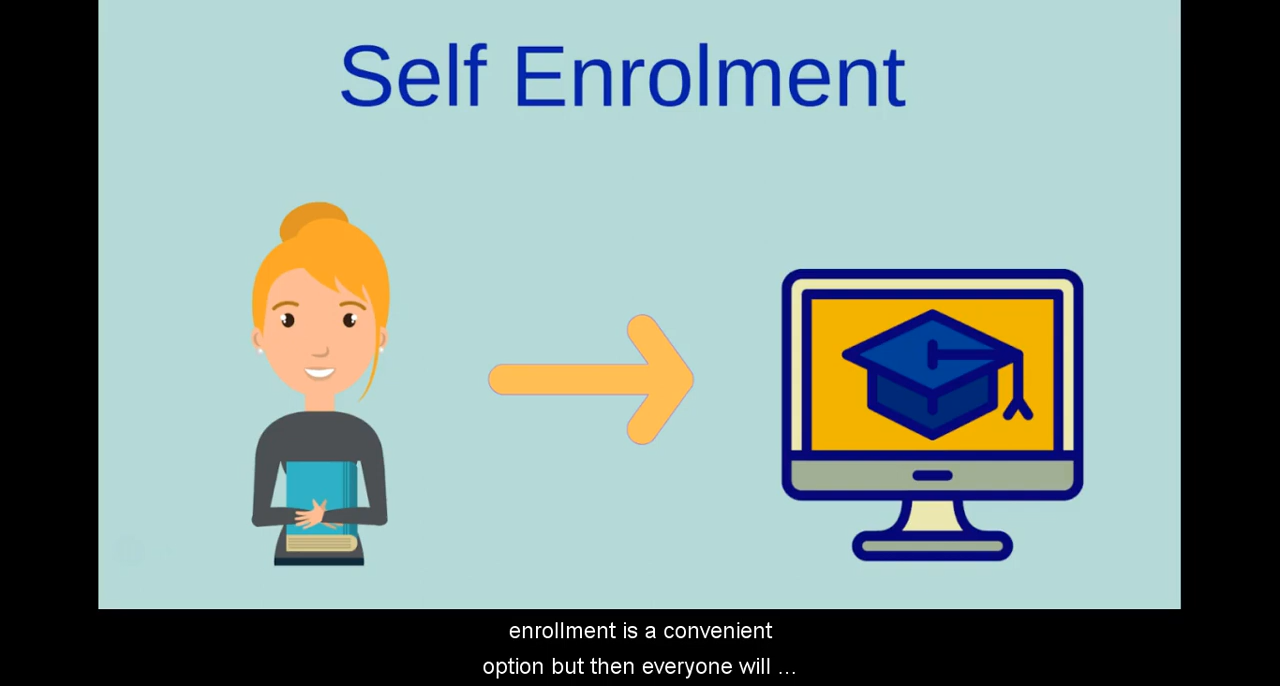 Self Enrolment
enrollment is a convenient
option but then everyone will ...